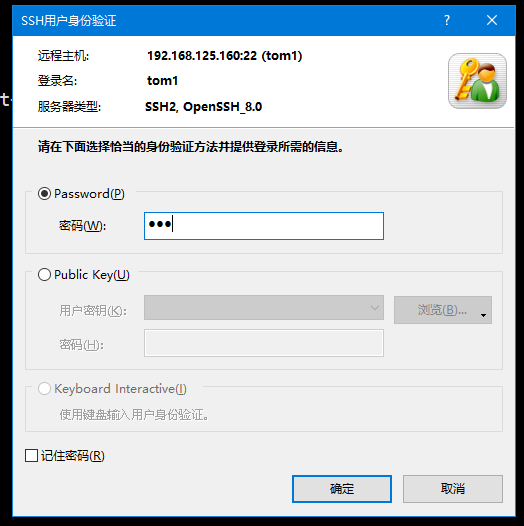 SSH用户身份验证
远程主机: 192.168.125.160:22 (tom1)
登录名: tom1
服务器类型: SSH2, OpenSSH_8.0
请在下面选择恰当的身份验证方法并提供登录所需的信息。
Password(P)
密码(W): ●●●
Public Key(U)
用户密钥(K): 浏览(B)...
密码(H):
Keyboard Interactive(I)
使用键盘输入用户身份验证。
记住密码(R)
确定 取消